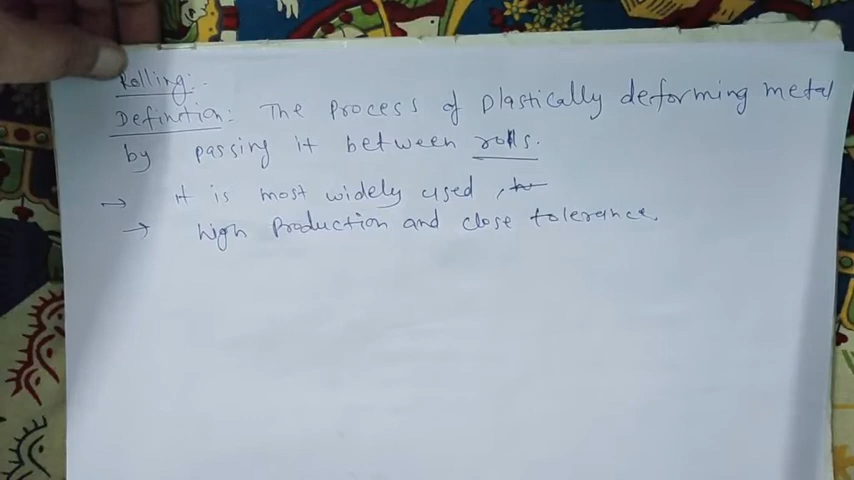 Rolling:-
Definition: The Process of Plastically deforming metal
by passing it between rolls.
→ it is most widely used,
→ high Production and close tolerance.